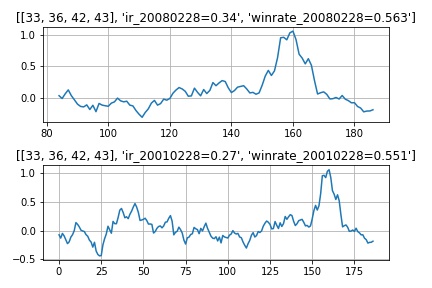 [[33, 36, 42, 43], 'ir_20080228=0.34', 'winrate_20080228=0.563']
1.0
0.5
0.0
80 100 120 140 160 180
[[33, 36, 42, 43], 'ir_20010228=0.27', 'winrate_20010228=0.551']
1.0
0.5
0.0
−0.5
0 25 50 75 100 125 150 175